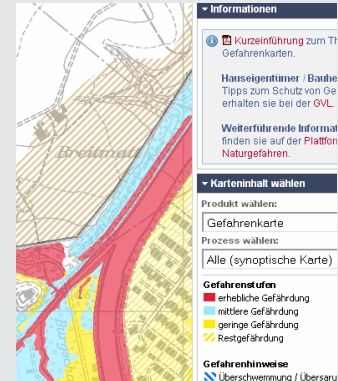 Informationen
Kurzeinführung zum Th
Gefahrenkarten.
Hauseigentümer / Bauhe
Tipps zum Schutz von Ge
erhalten sie bei der GVL.
Weiterführende Informat
finden sie auf der Plattfor
Naturgefahren.
Breitmatt
Karteninhalt wählen
Produkt wählen:
Gefahrenkarte
Prozess wählen:
Alle (synoptische Karte)
Gefahrenstufen
erhebliche Gefährdung
mittlere Gefährdung
geringe Gefährdung
Restgefährdung
Gefahrenhinweise
Überschwemmung / Übersaru